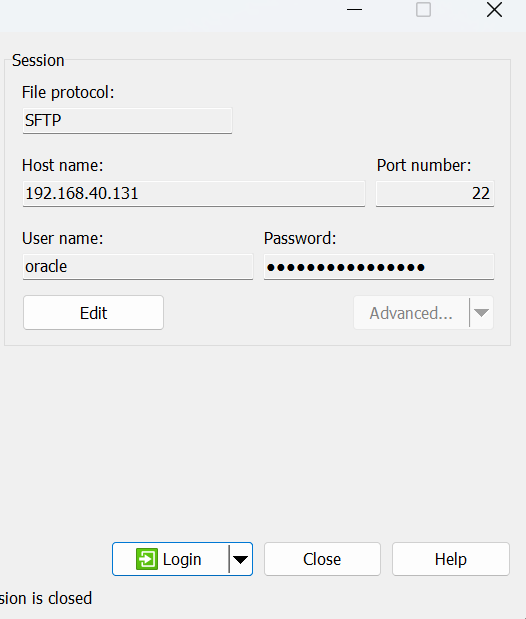 Session
File protocol:
SFTP
Host name: Port number:
192.168.40.131 22
User name: Password:
oracle ●●●●●●●●●●●●●●●●
Edit Advanced...
Login Close Help
is closed